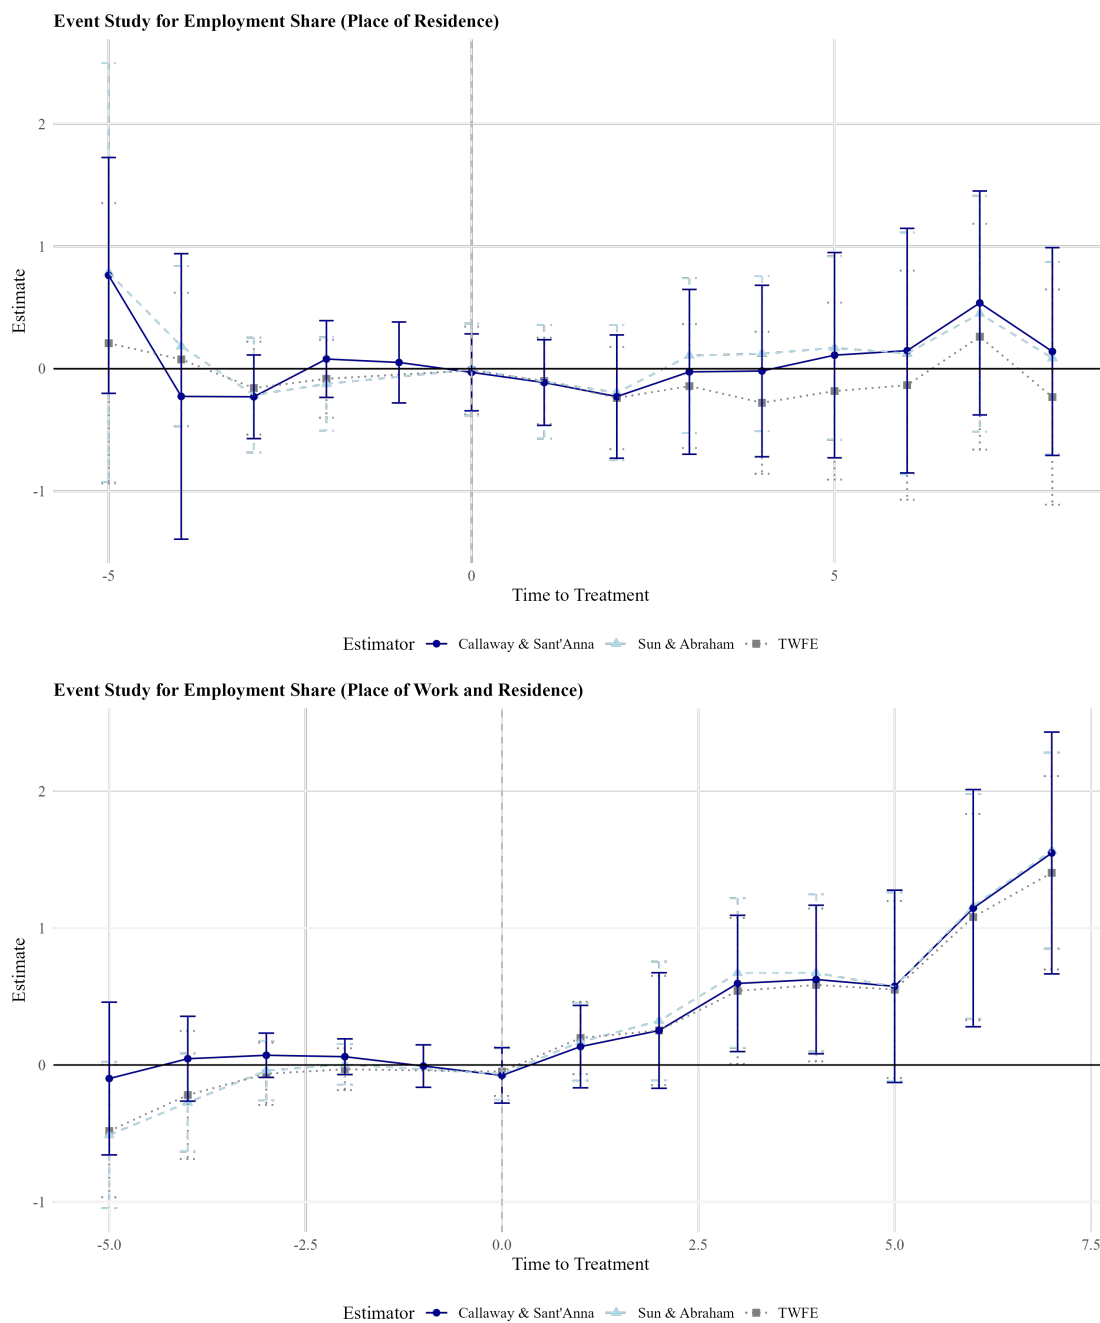 Event Study for Employment Share (Place of Residence)
2
1
0
-1
Estimate
-5 0 5
Time to Treatment
Estimator Callaway & Sant'Anna Sun & Abraham TWFE
Event Study for Employment Share (Place of Work and Residence)
2
1
0
-1
Estimate
-5.0 -2.5 0.0 2.5 5.0 7.5
Time to Treatment
Estimator Callaway & Sant'Anna Sun & Abraham TWFE